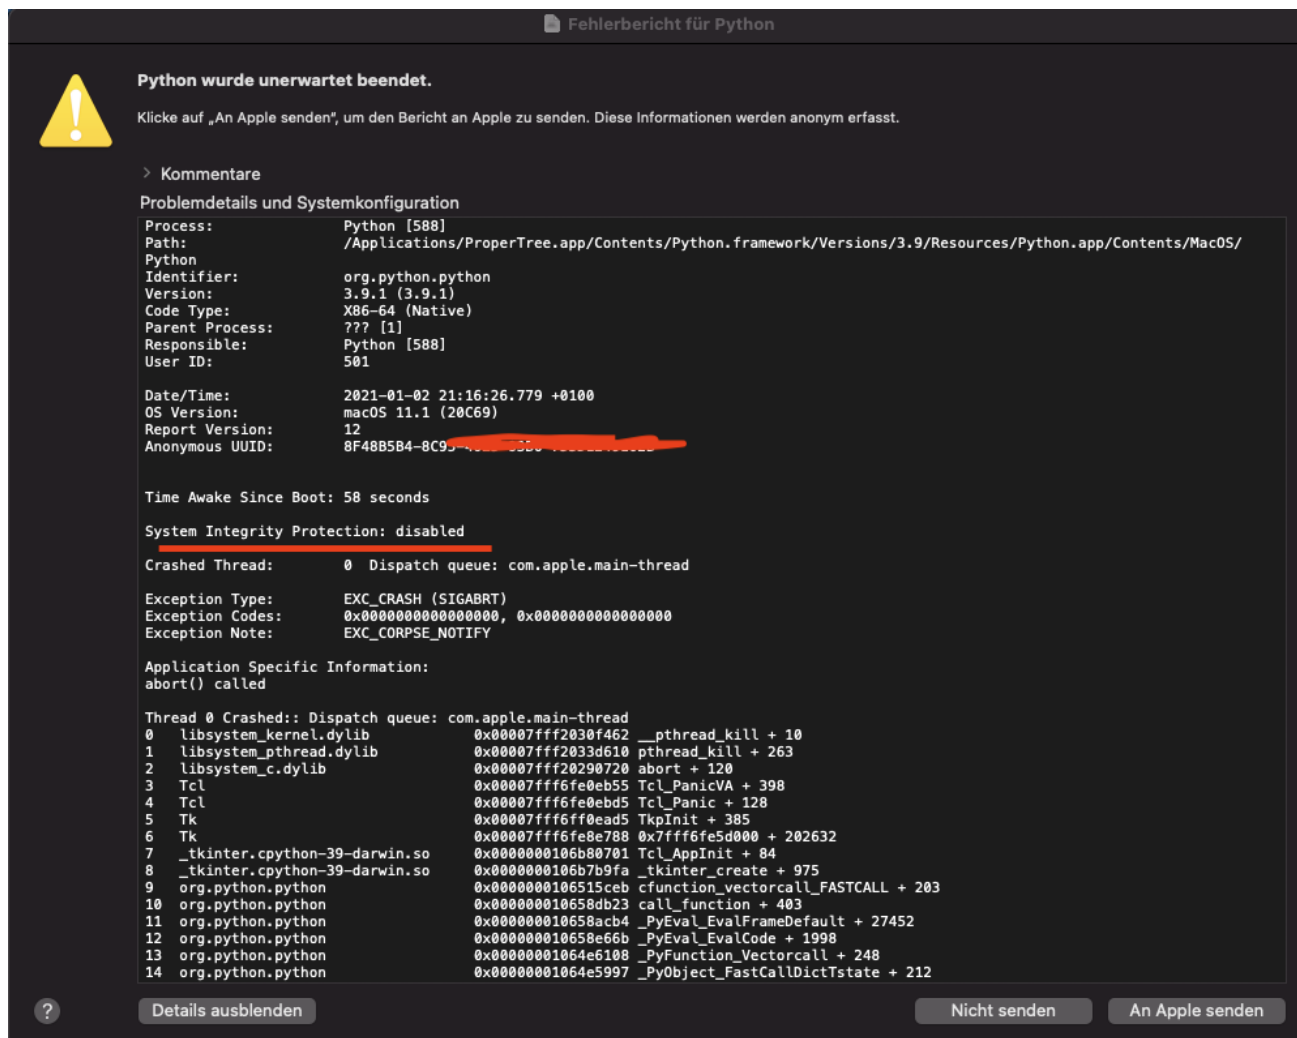 Fehlerbericht für Python
Python wurde unerwartet beendet.
Klicke auf „An Apple senden“, um den Bericht an Apple zu senden. Diese Informationen werden anonym erfasst.
Kommentare
Problemdetails und Systemkonfiguration
Process: Python [588]
Path: /Applications/ProperTree.app/Contents/Python.framework/Versions/3.9/Resources/Python.app/Contents/MacOS/
Python
Identifier: org.python.python
Version: 3.9.1 (3.9.1)
Code Type: X86-64 (Native)
Parent Process: ??? [1]
Responsible: Python [588]
User ID: 501
Date/Time: 2021-01-02 21:16:26.779 +0100
OS Version: macOS 11.1 (20C69)
Report Version: 12
Anonymous UUID: 8F48B5B4-8C95-
Time Awake Since Boot: 58 seconds
System Integrity Protection: disabled
Crashed Thread: 0 Dispatch queue: com.apple.main-thread
Exception Type: EXC_CRASH (SIGABRT)
Exception Codes: 0x0000000000000000, 0x0000000000000000
Exception Note: EXC_CORPSE_NOTIFY
Application Specific Information:
abort() called
Thread 0 Crashed:: Dispatch queue: com.apple.main-thread
0 libsystem_kernel.dylib 0x00007fff2030f462 __pthread_kill + 10
1 libsystem_pthread.dylib 0x00007fff2033d610 pthread_kill + 263
2 libsystem_c.dylib 0x00007fff20290720 abort + 120
3 Tcl 0x00007fff6fe0eb55 Tcl_PanicVA + 398
4 Tcl 0x00007fff6fe0ebd5 Tcl_Panic + 128
5 Tk 0x00007fff6ff0ead5 TkpInit + 385
6 Tk 0x00007fff6fe8e788 0x7fff6fe5d000 + 202632
7 _tkinter.cpython-39-darwin.so 0x0000000106b80701 Tcl_AppInit + 84
8 _tkinter.cpython-39-darwin.so 0x0000000106b7b9fa _tkinter_create + 975
9 org.python.python 0x0000000106515ceb cfunction_vectorcall_FASTCALL + 203
10 org.python.python 0x000000010658db23 call_function + 403
11 org.python.python 0x000000010658acb4 _PyEval_EvalFrameDefault + 27452
12 org.python.python 0x000000010658e66b _PyEval_EvalCode + 1998
13 org.python.python 0x00000001064e6108 _PyFunction_Vectorcall + 248
14 org.python.python 0x00000001064e5997 _PyObject_FastCallDictTstate + 212
? Details ausblenden Nicht senden An Apple senden